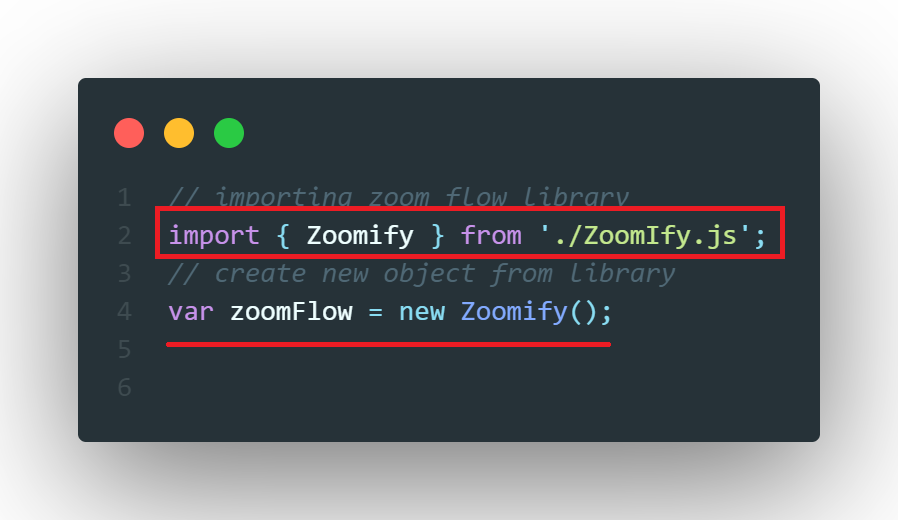 1 // importing zoom flow library
2 import { Zoomify } from './ZoomIfy.js';
3 // create new object from library
4 var zoomFlow = new Zoomify();
5
6